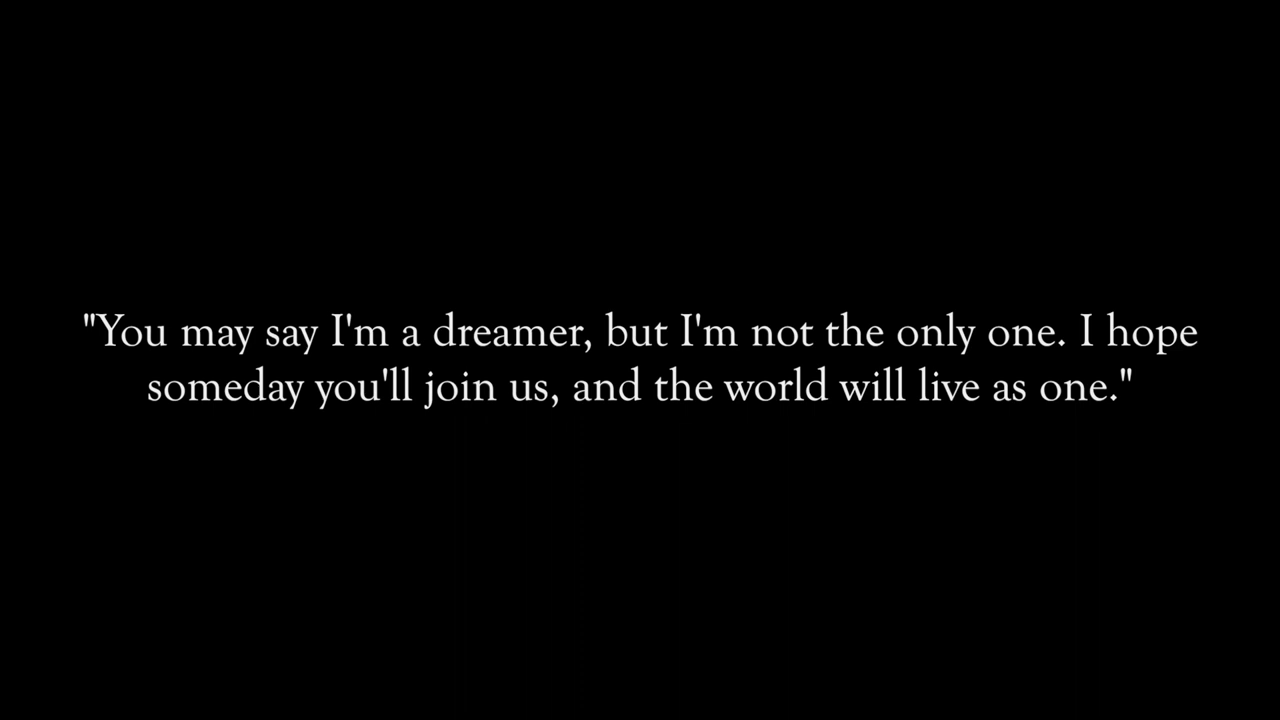 "You may say I'm a dreamer, but I'm not the only one. I hope
someday you'll join us, and the world will live as one."